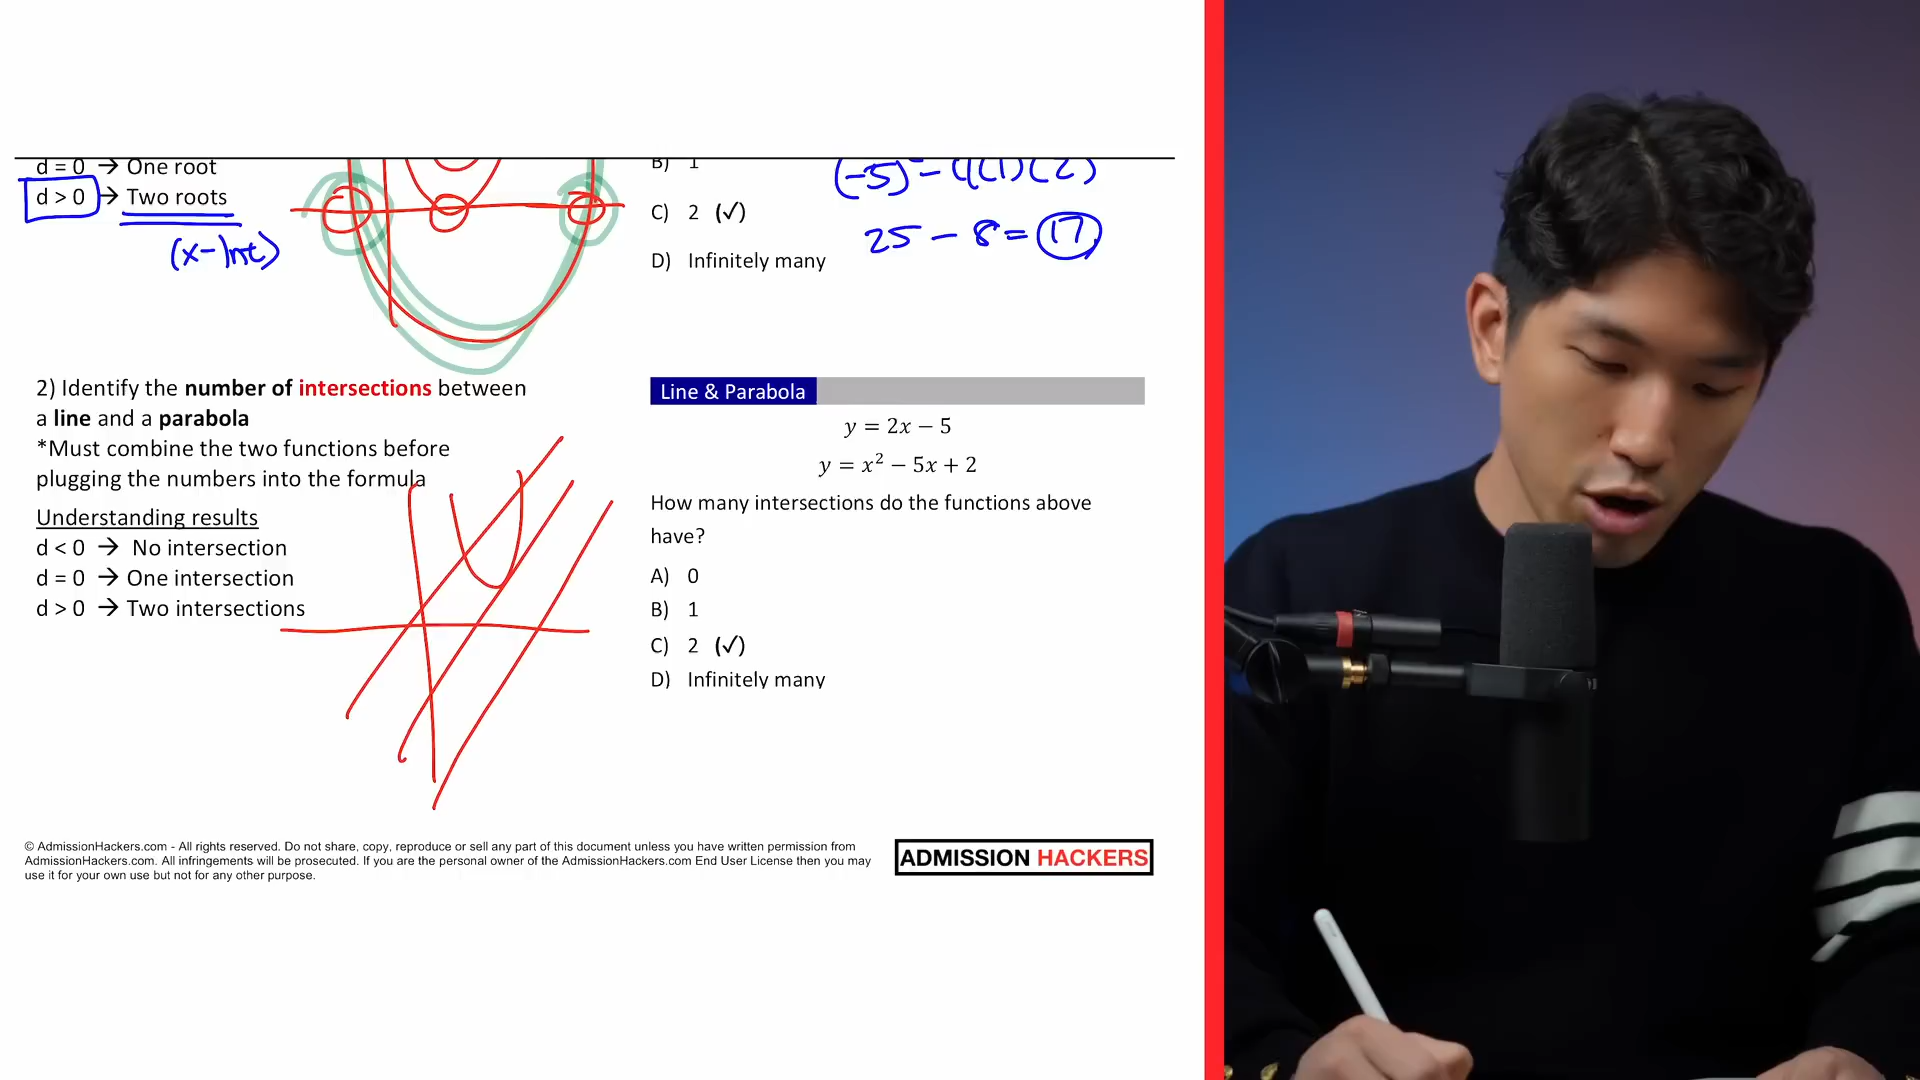 d = 0 → One root
d > 0 → Two roots
(x-Int)
B) 1
(-5)² - 4(1)(2)
C) 2 (✓)
25 - 8 = 17
D) Infinitely many
2) Identify the number of intersections between
a line and a parabola
*Must combine the two functions before
plugging the numbers into the formula
Understanding results
d < 0 → No intersection
d = 0 → One intersection
d > 0 → Two intersections
Line & Parabola
y = 2x − 5
y = x² − 5x + 2
How many intersections do the functions above
have?
A) 0
B) 1
C) 2 (✓)
D) Infinitely many
© AdmissionHackers.com - All rights reserved. Do not share, copy, reproduce or sell any part of this document unless you have written permission from
AdmissionHackers.com. All infringements will be prosecuted. If you are the personal owner of the AdmissionHackers.com End User License then you may
use it for your own use but not for any other purpose.
ADMISSION HACKERS